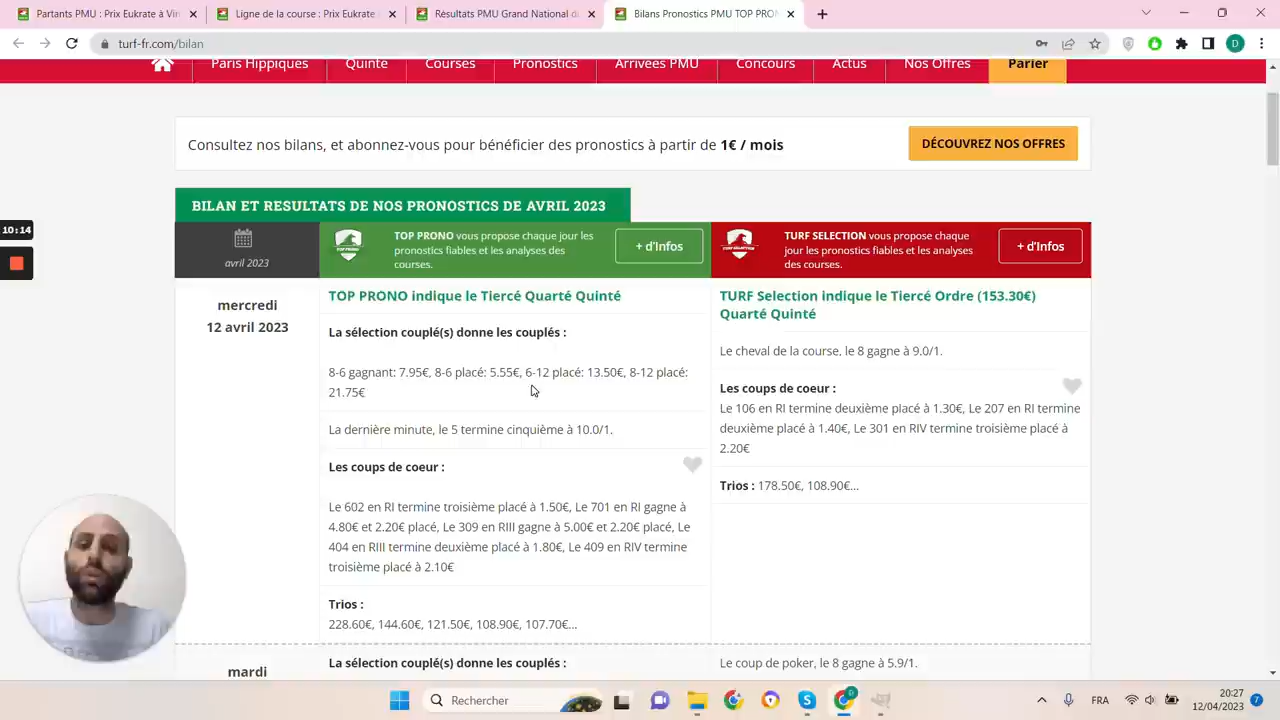 Partants PMU : Prix Eukrate à Vin
Ligne de la course : Prix Eukrate
Résultats PMU Grand National du
Bilans Pronostics PMU TOP PRO
turf-fr.com/bilan
D
Paris Hippiques
Quinté
Courses
Pronostics
Arrivées PMU
Concours
Actus
Nos Offres
Parier
Consultez nos bilans, et abonnez-vous pour bénéficier des pronostics à partir de 1€ / mois
DÉCOUVREZ NOS OFFRES
BILAN ET RESULTATS DE NOS PRONOSTICS DE AVRIL 2023
10:14
avril 2023
TOP PRONO
TOP PRONO vous propose chaque jour les
pronostics fiables et les analyses des
courses.
+ d'Infos
TURF SELECTION vous propose chaque
jour les pronostics fiables et les analyses
des courses.
+ d'Infos
mercredi
12 avril 2023
TOP PRONO indique le Tiercé Quarté Quinté
La sélection couplé(s) donne les couplés :
8-6 gagnant: 7.95€, 8-6 placé: 5.55€, 6-12 placé: 13.50€, 8-12 placé:
21.75€
La dernière minute, le 5 termine cinquième à 10.0/1.
Les coups de coeur :
Le 602 en RI termine troisième placé à 1.50€, Le 701 en RI gagne à
4.80€ et 2.20€ placé, Le 309 en RIII gagne à 5.00€ et 2.20€ placé, Le
404 en RIII termine deuxième placé à 1.80€, Le 409 en RIV termine
troisième placé à 2.10€
Trios :
228.60€, 144.60€, 121.50€, 108.90€, 107.70€...
TURF Selection indique le Tiercé Ordre (153.30€)
Quarté Quinté
Le cheval de la course, le 8 gagne à 9.0/1.
Les coups de coeur :
Le 106 en RI termine deuxième placé à 1.30€, Le 207 en RI termine
deuxième placé à 1.40€, Le 301 en RIV termine troisième placé à
2.20€
Trios : 178.50€, 108.90€...
mardi
La sélection couplé(s) donne les couplés :
Le coup de poker, le 8 gagne à 5.9/1.
Rechercher
FRA
20:27
12/04/2023
7